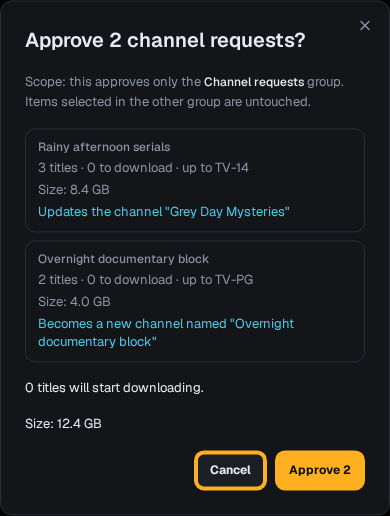 Approve 2 channel requests?
Scope: this approves only the Channel requests group.
Items selected in the other group are untouched.
Rainy afternoon serials
3 titles · 0 to download · up to TV-14
Size: 8.4 GB
Updates the channel "Grey Day Mysteries"
Overnight documentary block
2 titles · 0 to download · up to TV-PG
Size: 4.0 GB
Becomes a new channel named "Overnight
documentary block"
0 titles will start downloading.
Size: 12.4 GB
Cancel
Approve 2